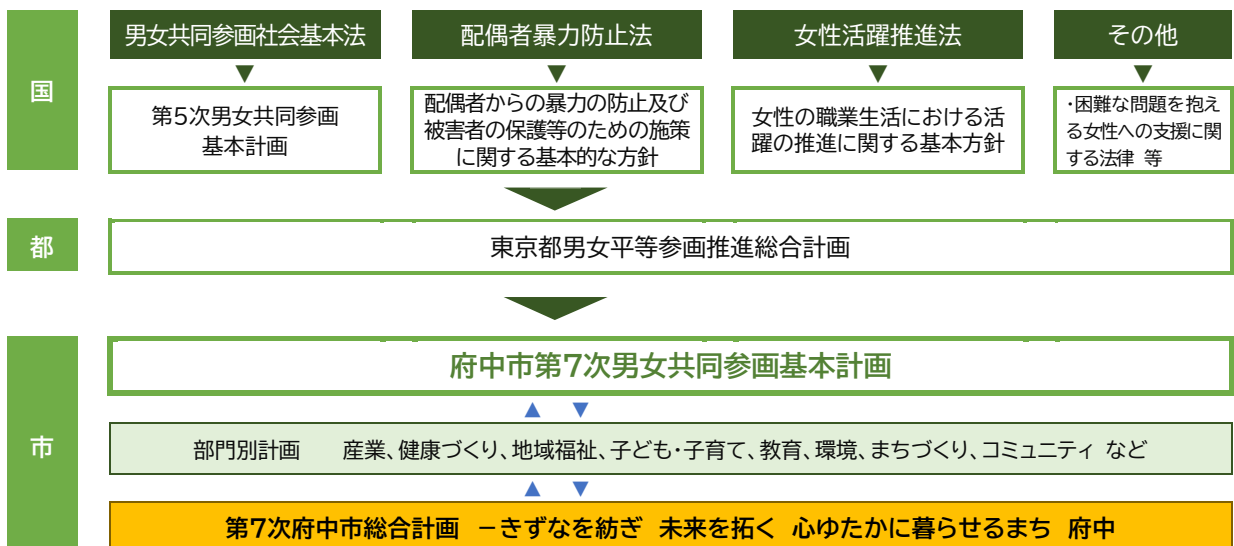 国
男女共同参画社会基本法
配偶者暴力防止法
女性活躍推進法
その他
▼
▼
▼
▼
第5次男女共同参画
基本計画
配偶者からの暴力の防止及び
被害者の保護等のための施策
に関する基本的な方針
女性の職業生活における活
躍の推進に関する基本方針
・困難な問題を抱え
る女性への支援に関
する法律 等
都
東京都男女平等参画推進総合計画
市
府中市第7次男女共同参画基本計画
▲ ▼
部門別計画　産業、健康づくり、地域福祉、子ども・子育て、教育、環境、まちづくり、コミュニティ など
▲ ▼
第7次府中市総合計画 －きずなを紡ぎ 未来を拓く 心ゆたかに暮らせるまち 府中